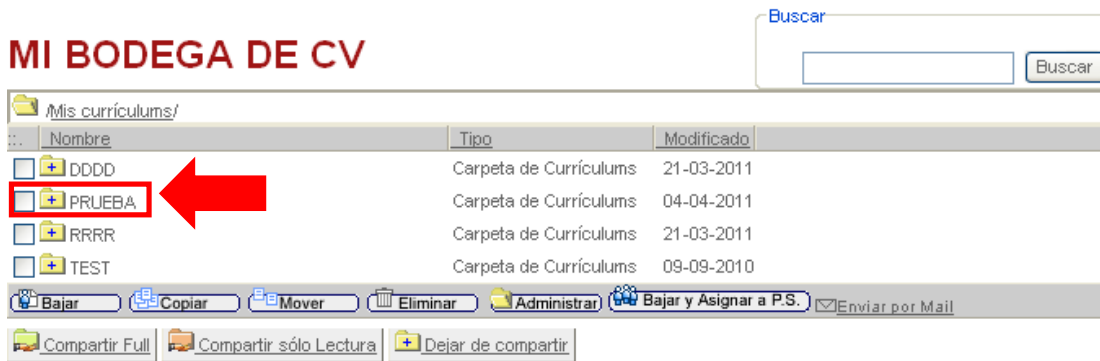 Buscar
MI BODEGA DE CV
Buscar
/Mis currículums/
::. Nombre Tipo Modificado
DDDD Carpeta de Currículums 21-03-2011
PRUEBA Carpeta de Currículums 04-04-2011
RRRR Carpeta de Currículums 21-03-2011
TEST Carpeta de Currículums 09-09-2010
Bajar Copiar Mover Eliminar Administrar Bajar y Asignar a P.S. Enviar por Mail
Compartir Full Compartir sólo Lectura Dejar de compartir